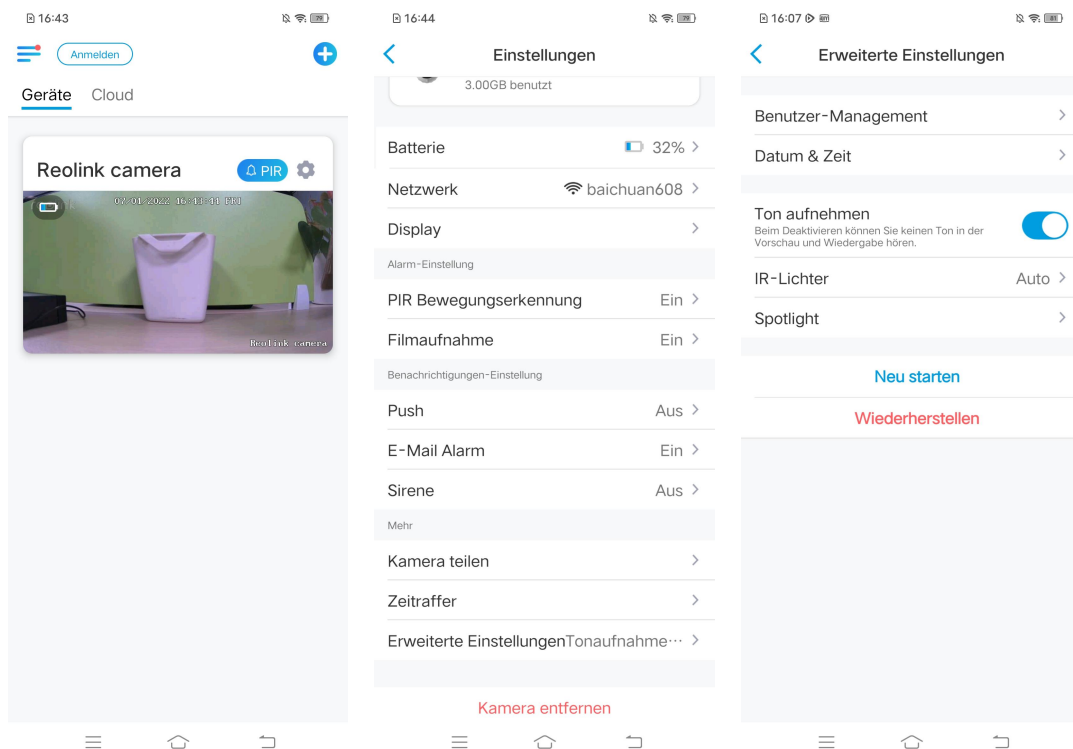 16:43
79
Anmelden
Geräte
Cloud
Reolink camera
PIR
07-01-2022 16:43:41 FRI
Reolink camera
16:44
79
Einstellungen
3.00GB benutzt
Batterie
32%
Netzwerk
baichuan608
Display
Alarm-Einstellung
PIR Bewegungserkennung
Ein
Filmaufnahme
Ein
Benachrichtigungen-Einstellung
Push
Aus
E-Mail Alarm
Ein
Sirene
Aus
Mehr
Kamera teilen
Zeitraffer
Erweiterte EinstellungenTonaufnahme···
Kamera entfernen
16:07
81
Erweiterte Einstellungen
Benutzer-Management
Datum & Zeit
Ton aufnehmen
Beim Deaktivieren können Sie keinen Ton in der
Vorschau und Wiedergabe hören.
IR-Lichter
Auto
Spotlight
Neu starten
Wiederherstellen